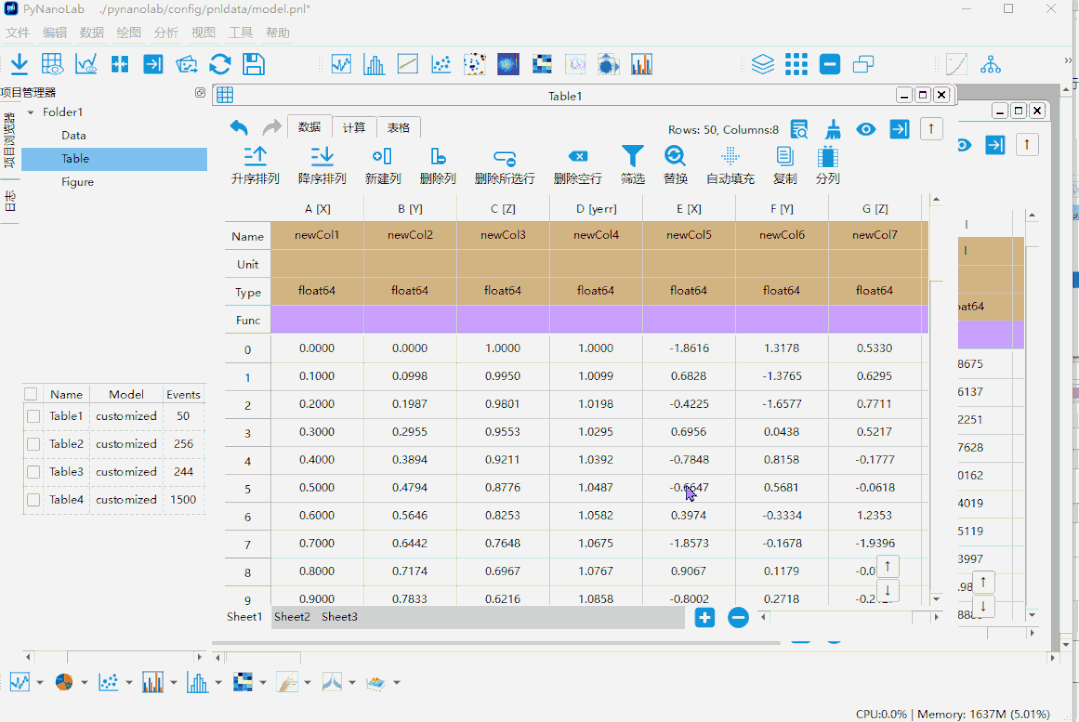 PyNanoLab ./pynanolab/config/pnldata/model.pnl*
文件 编辑 数据 绘图 分析 视图 工具 帮助
项目管理器
项目浏览器
日志
Folder1
Data
Table
Figure
Name Model Events
Table1 customized 50
Table2 customized 256
Table3 customized 244
Table4 customized 1500
Table1
数据 计算 表格
Rows: 50, Columns:8
升序排列 降序排列 新建列 删除列 删除所选行 删除空行 筛选 替换 自动填充 复制 分列
A [X] B [Y] C [Z] D [yerr] E [X] F [Y] G [Z]
Name newCol1 newCol2 newCol3 newCol4 newCol5 newCol6 newCol7
Unit
Type float64 float64 float64 float64 float64 float64 float64
Func
0 0.0000 0.0000 1.0000 1.0000 -1.8616 1.3178 0.5330
1 0.1000 0.0998 0.9950 1.0099 0.6828 -1.3765 0.6295
2 0.2000 0.1987 0.9801 1.0198 -0.4225 -1.6577 0.7711
3 0.3000 0.2955 0.9553 1.0295 0.6956 0.0438 0.5217
4 0.4000 0.3894 0.9211 1.0392 -0.7848 0.8158 -0.1777
5 0.5000 0.4794 0.8776 1.0487 -0.6647 0.5681 -0.0618
6 0.6000 0.5646 0.8253 1.0582 0.3974 -0.3334 1.2353
7 0.7000 0.6442 0.7648 1.0675 -1.8573 -0.1678 -1.9396
8 0.8000 0.7174 0.6967 1.0767 0.9067 0.1179
9 0.9000 0.7833 0.6216 1.0858 -0.8002 0.2718
Sheet1 Sheet2 Sheet3
8675
6137
2251
7628
0162
4019
5119
3997
CPU:0.0% | Memory: 1637M (5.01%)